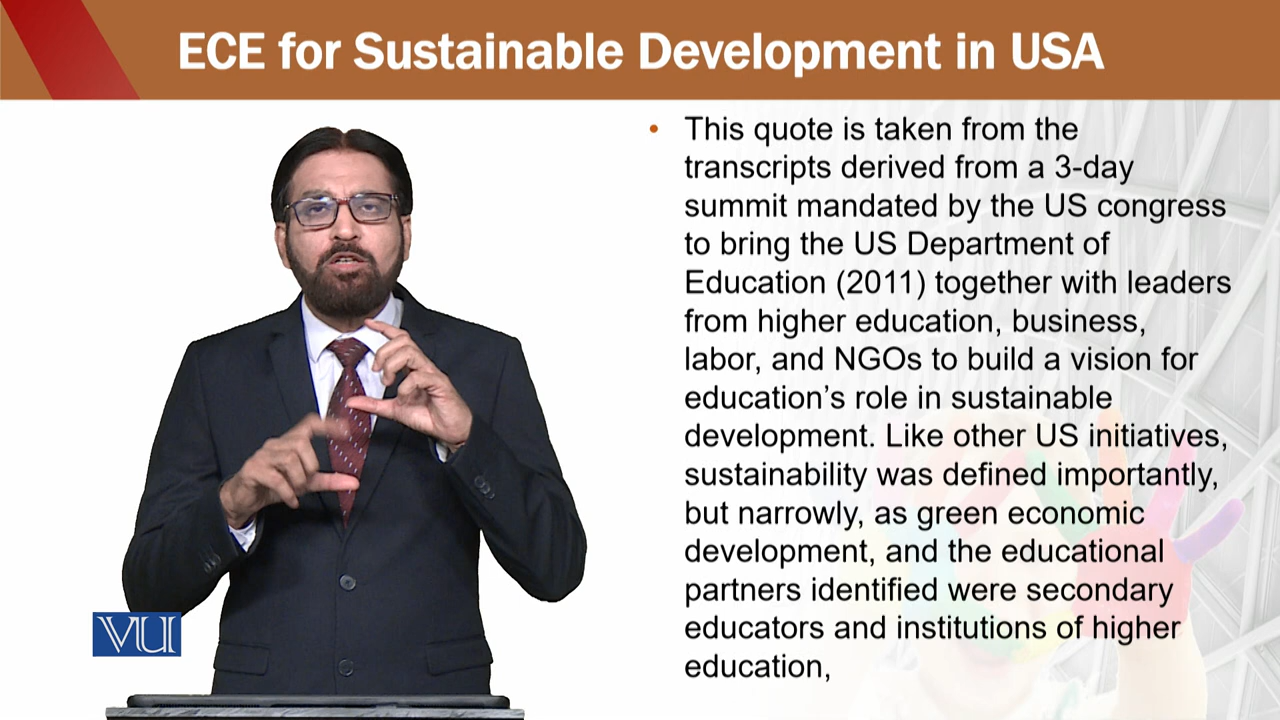 ECE for Sustainable Development in USA
• This quote is taken from the
transcripts derived from a 3-day
summit mandated by the US congress
to bring the US Department of
Education (2011) together with leaders
from higher education, business,
labor, and NGOs to build a vision for
education’s role in sustainable
development. Like other US initiatives,
sustainability was defined importantly,
but narrowly, as green economic
development, and the educational
partners identified were secondary
educators and institutions of higher
education,
VU